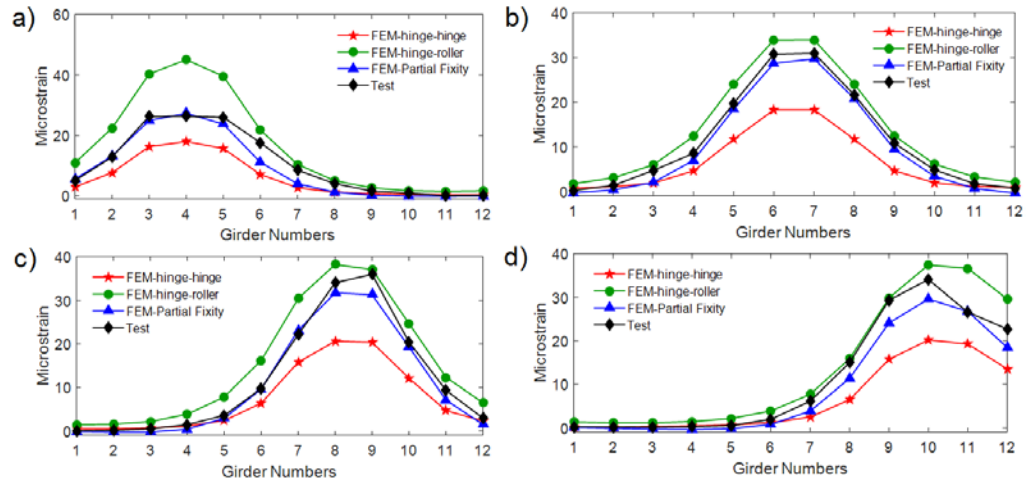 a)
60
40
20
0
Microstrain
FEM-hinge-hinge
FEM-hinge-roller
FEM-Partial Fixity
Test
1 2 3 4 5 6 7 8 9 10 11 12
Girder Numbers
b)
40
30
20
10
0
Microstrain
FEM-hinge-hinge
FEM-hinge-roller
FEM-Partial Fixity
Test
1 2 3 4 5 6 7 8 9 10 11 12
Girder Numbers
c)
40
30
20
10
0
Microstrain
FEM-hinge-hinge
FEM-hinge-roller
FEM-Partial Fixity
Test
1 2 3 4 5 6 7 8 9 10 11 12
Girder Numbers
d)
40
30
20
10
0
Microstrain
FEM-hinge-hinge
FEM-hinge-roller
FEM-Partial Fixity
Test
1 2 3 4 5 6 7 8 9 10 11 12
Girder Numbers